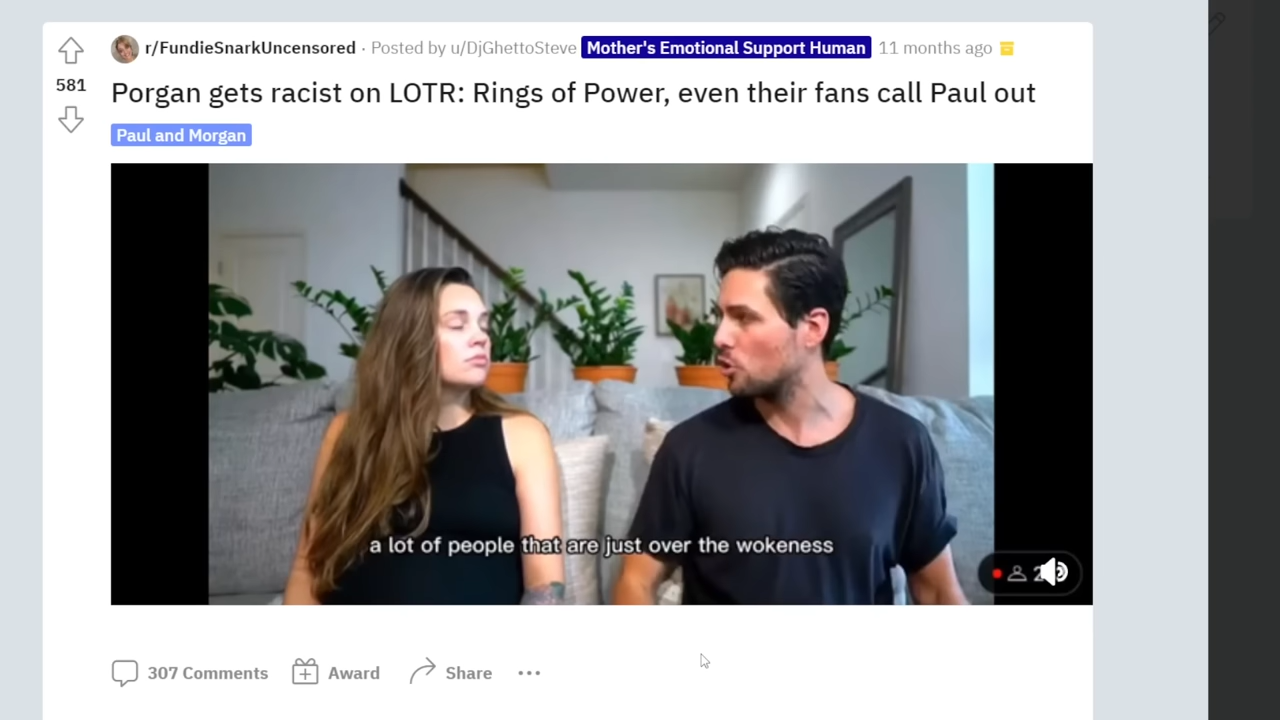 r/FundieSnarkUncensored · Posted by u/DjGhettoSteve Mother's Emotional Support Human 11 months ago
581
Porgan gets racist on LOTR: Rings of Power, even their fans call Paul out
Paul and Morgan
a lot of people that are just over the wokeness
307 Comments Award Share ···